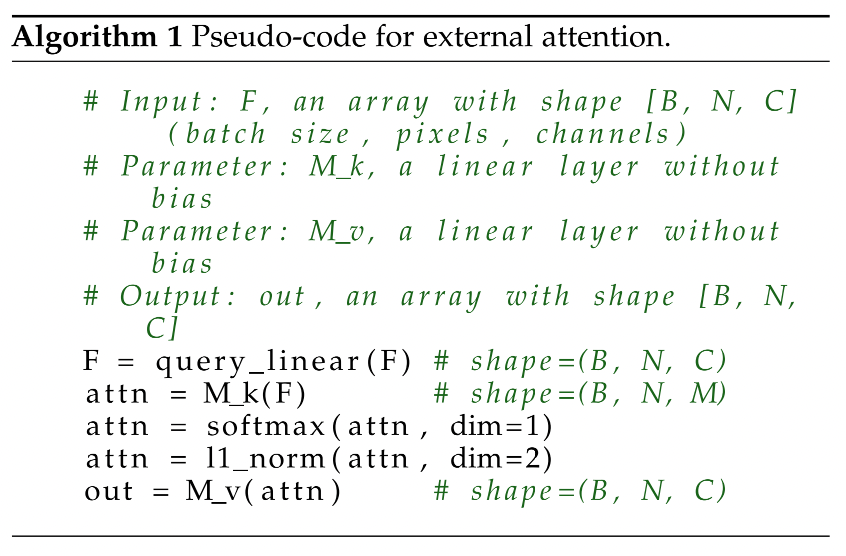 Algorithm 1 Pseudo-code for external attention.
# Input: F, an array with shape [B, N, C]
(batch size, pixels, channels)
# Parameter: M_k, a linear layer without
bias
# Parameter: M_v, a linear layer without
bias
# Output: out, an array with shape [B, N,
C]
F = query_linear(F) # shape=(B, N, C)
attn = M_k(F) # shape=(B, N, M)
attn = softmax(attn, dim=1)
attn = l1_norm(attn, dim=2)
out = M_v(attn) # shape=(B, N, C)